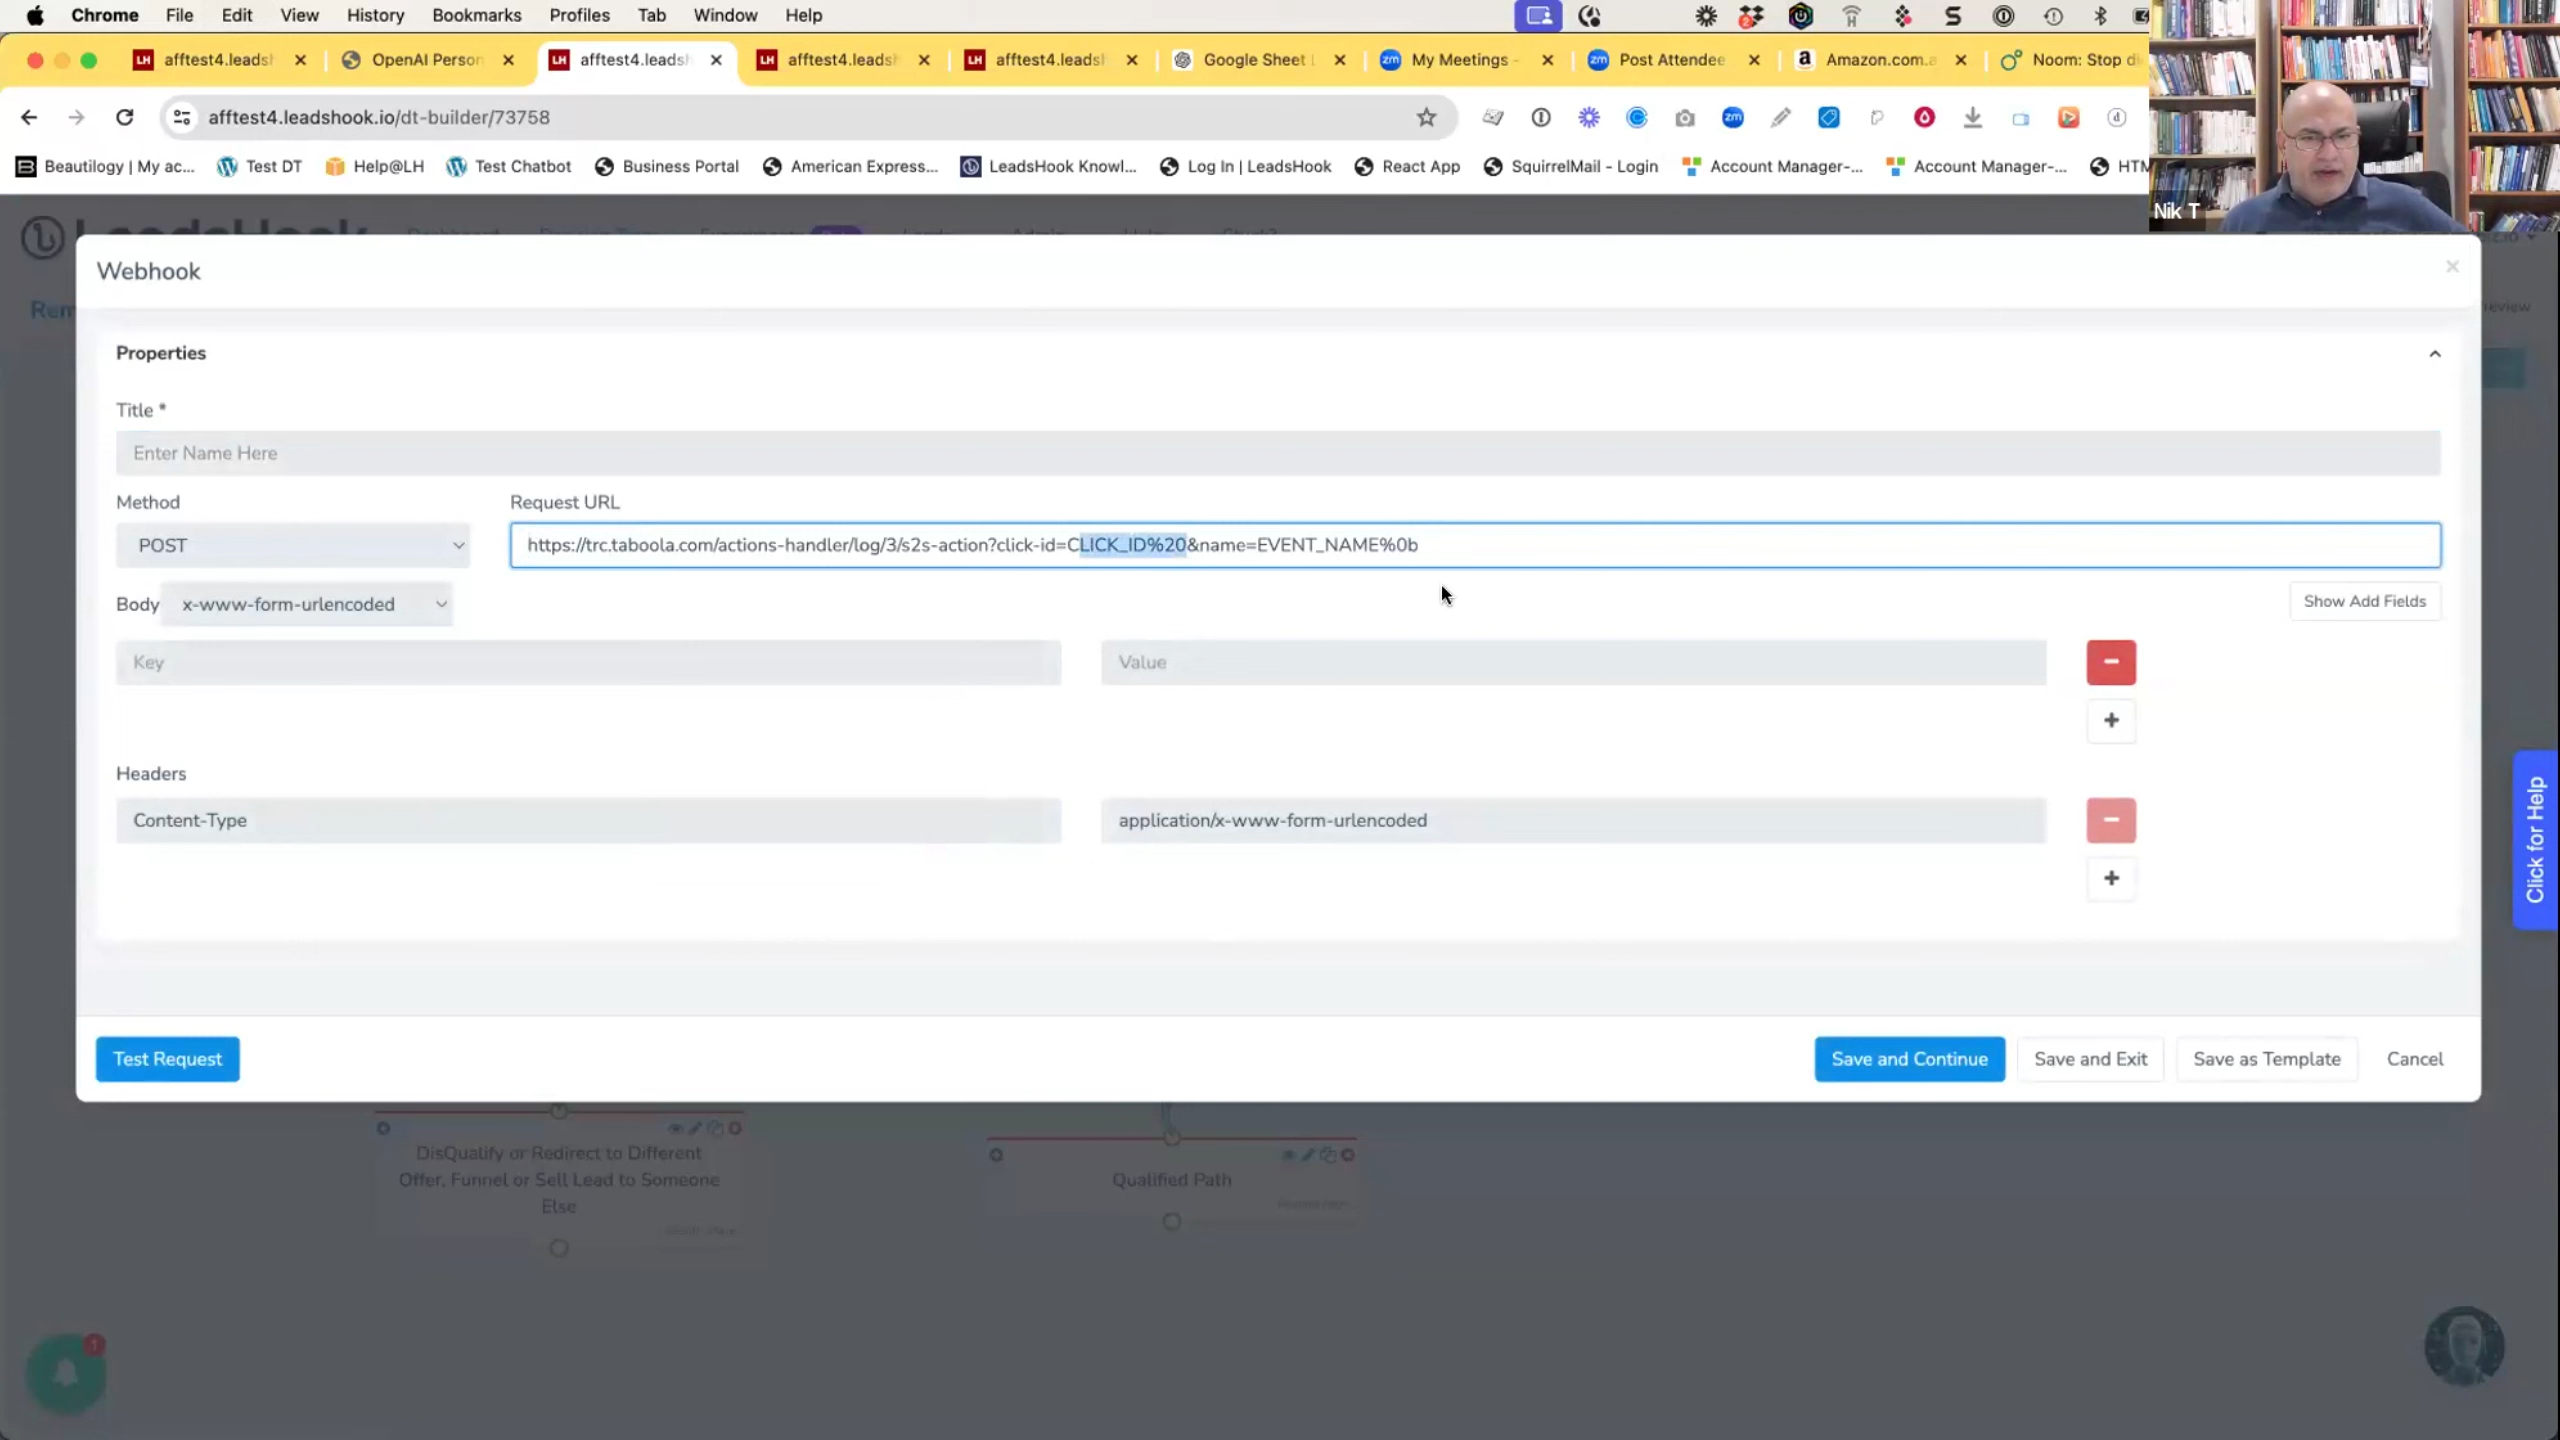 Chrome File Edit View History Bookmarks Profiles Tab Window Help
afftest4.leads
OpenAI Person
afftest4.leadsh
afftest4.leadsh
afftest4.leadsh
Google Sheet
My Meetings -
Post Attendee
Amazon.com.a
Noom: Stop di
afftest4.leadshook.io/dt-builder/73758
Beautilogy | My ac...
Test DT
Help@LH
Test Chatbot
Business Portal
American Express...
LeadsHook Knowl...
Log In | LeadsHook
React App
SquirrelMail - Login
Account Manager-...
Account Manager-...
HTM
Nik T
Webhook
Properties
Title *
Enter Name Here
Method
Request URL
POST
https://trc.taboola.com/actions-handler/log/3/s2s-action?click-id=CLICK_ID%20&name=EVENT_NAME%0b
Body
x-www-form-urlencoded
Show Add Fields
Key
Value
Headers
Content-Type
application/x-www-form-urlencoded
Click for Help
Test Request
Save and Continue
Save and Exit
Save as Template
Cancel
DisQualify or Redirect to Different
Offer, Funnel or Sell Lead to Someone
Else
Qualified Path
1